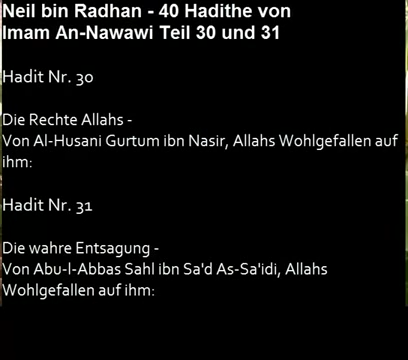 Neil bin Radhan - 40 Hadithe von
Imam An-Nawawi Teil 30 und 31
Hadit Nr. 30
Die Rechte Allahs -
Von Al-Husani Gurtum ibn Nasir, Allahs Wohlgefallen auf
ihm:
Hadit Nr. 31
Die wahre Entsagung -
Von Abu-l-Abbas Sahl ibn Sa'd As-Sa'idi, Allahs
Wohlgefallen auf ihm: